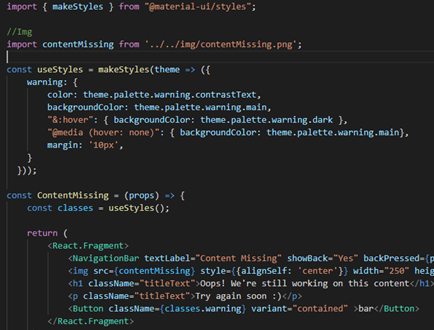 import { makeStyles } from "@material-ui/styles";
//Img
import contentMissing from '../../img/contentMissing.png';
const useStyles = makeStyles(theme => ({
warning: {
color: theme.palette.warning.contrastText,
backgroundColor: theme.palette.warning.main,
"&:hover": { backgroundColor: theme.palette.warning.dark },
"@media (hover: none)": { backgroundColor: theme.palette.warning.main},
margin: '10px',
}
}));
const ContentMissing = (props) => {
const classes = useStyles();
return (
<React.Fragment>
<NavigationBar textLabel="Content Missing" showBack="Yes" backPressed={p
<img src={contentMissing} style={{alignSelf: 'center'}} width="250" heig
<h1 className="titleText">Oops! We're still working on this content</h1>
<p className="titleText">Try again soon :)</p>
<Button className={classes.warning} variant="contained" >bar</Button>
</React.Fragment>